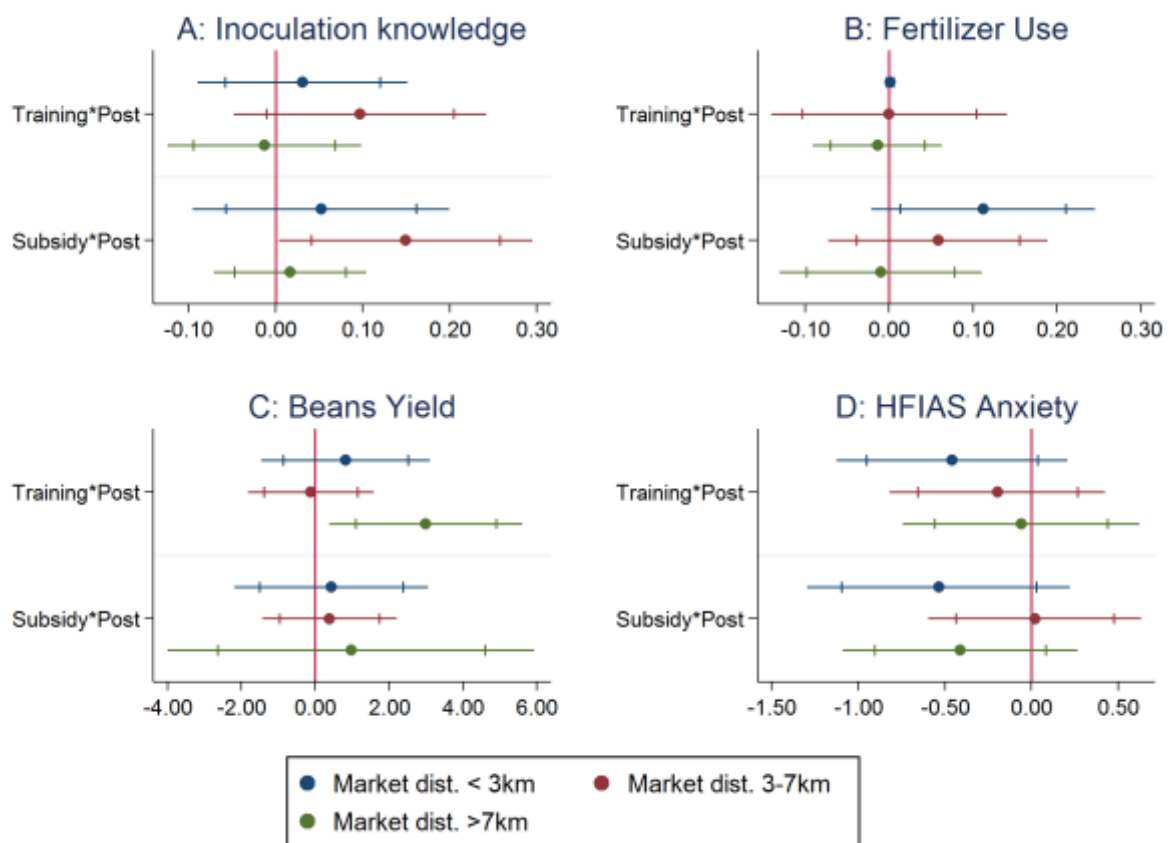 A: Inoculation knowledge
Training*Post
Subsidy*Post
-0.10 0.00 0.10 0.20 0.30
B: Fertilizer Use
Training*Post
Subsidy*Post
-0.10 0.00 0.10 0.20 0.30
C: Beans Yield
Training*Post
Subsidy*Post
-4.00 -2.00 0.00 2.00 4.00 6.00
D: HFIAS Anxiety
Training*Post
Subsidy*Post
-1.50 -1.00 -0.50 0.00 0.50
Market dist. < 3km Market dist. 3-7km
Market dist. >7km